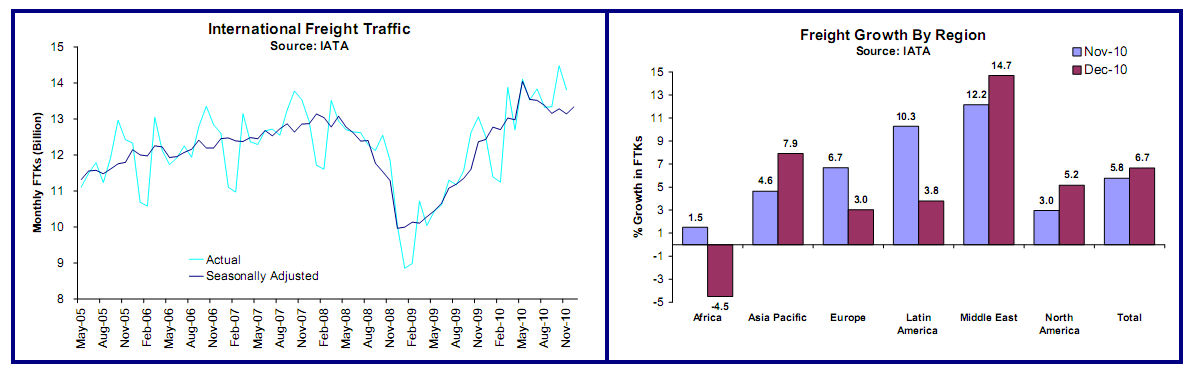 International Freight Traffic
Source: IATA
Monthly FTKs (Billion)
15
14
13
12
11
10
9
8
Actual
Seasonally Adjusted
May-05
Aug-05
Nov-05
Feb-06
May-06
Aug-06
Nov-06
Feb-07
May-07
Aug-07
Nov-07
Feb-08
May-08
Aug-08
Nov-08
Feb-09
May-09
Aug-09
Nov-09
Feb-10
May-10
Aug-10
Nov-10
Freight Growth By Region
Source: IATA
Nov-10
Dec-10
% Growth in FTKs
15
13
11
9
7
5
3
1
-1
-3
-5
1.5
-4.5
4.6
7.9
6.7
3.0
10.3
3.8
12.2
14.7
3.0
5.2
5.8
6.7
Africa
Asia Pacific
Europe
Latin
America
Middle East
North
America
Total